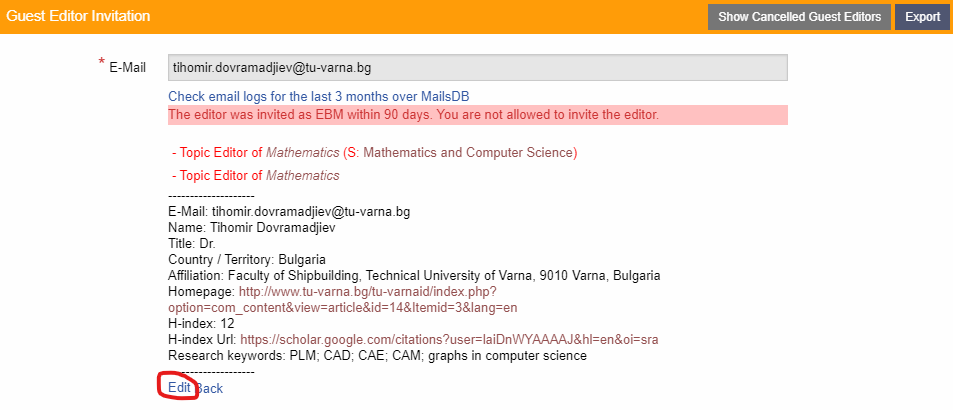 Guest Editor Invitation Show Cancelled Guest Editors Export
* E-Mail tihomir.dovramadjiev@tu-varna.bg
Check email logs for the last 3 months over MailsDB
The editor was invited as EBM within 90 days. You are not allowed to invite the editor.
- Topic Editor of Mathematics (S: Mathematics and Computer Science)
- Topic Editor of Mathematics
--------------------
E-Mail: tihomir.dovramadjiev@tu-varna.bg
Name: Tihomir Dovramadjiev
Title: Dr.
Country / Territory: Bulgaria
Affiliation: Faculty of Shipbuilding, Technical University of Varna, 9010 Varna, Bulgaria
Homepage: http://www.tu-varna.bg/tu-varnaid/index.php?
option=com_content&view=article&id=14&Itemid=3&lang=en
H-index: 12
H-index Url: https://scholar.google.com/citations?user=IaiDnWYAAAAJ&hl=en&oi=sra
Research keywords: PLM; CAD; CAE; CAM; graphs in computer science
--------------------
Edit Back